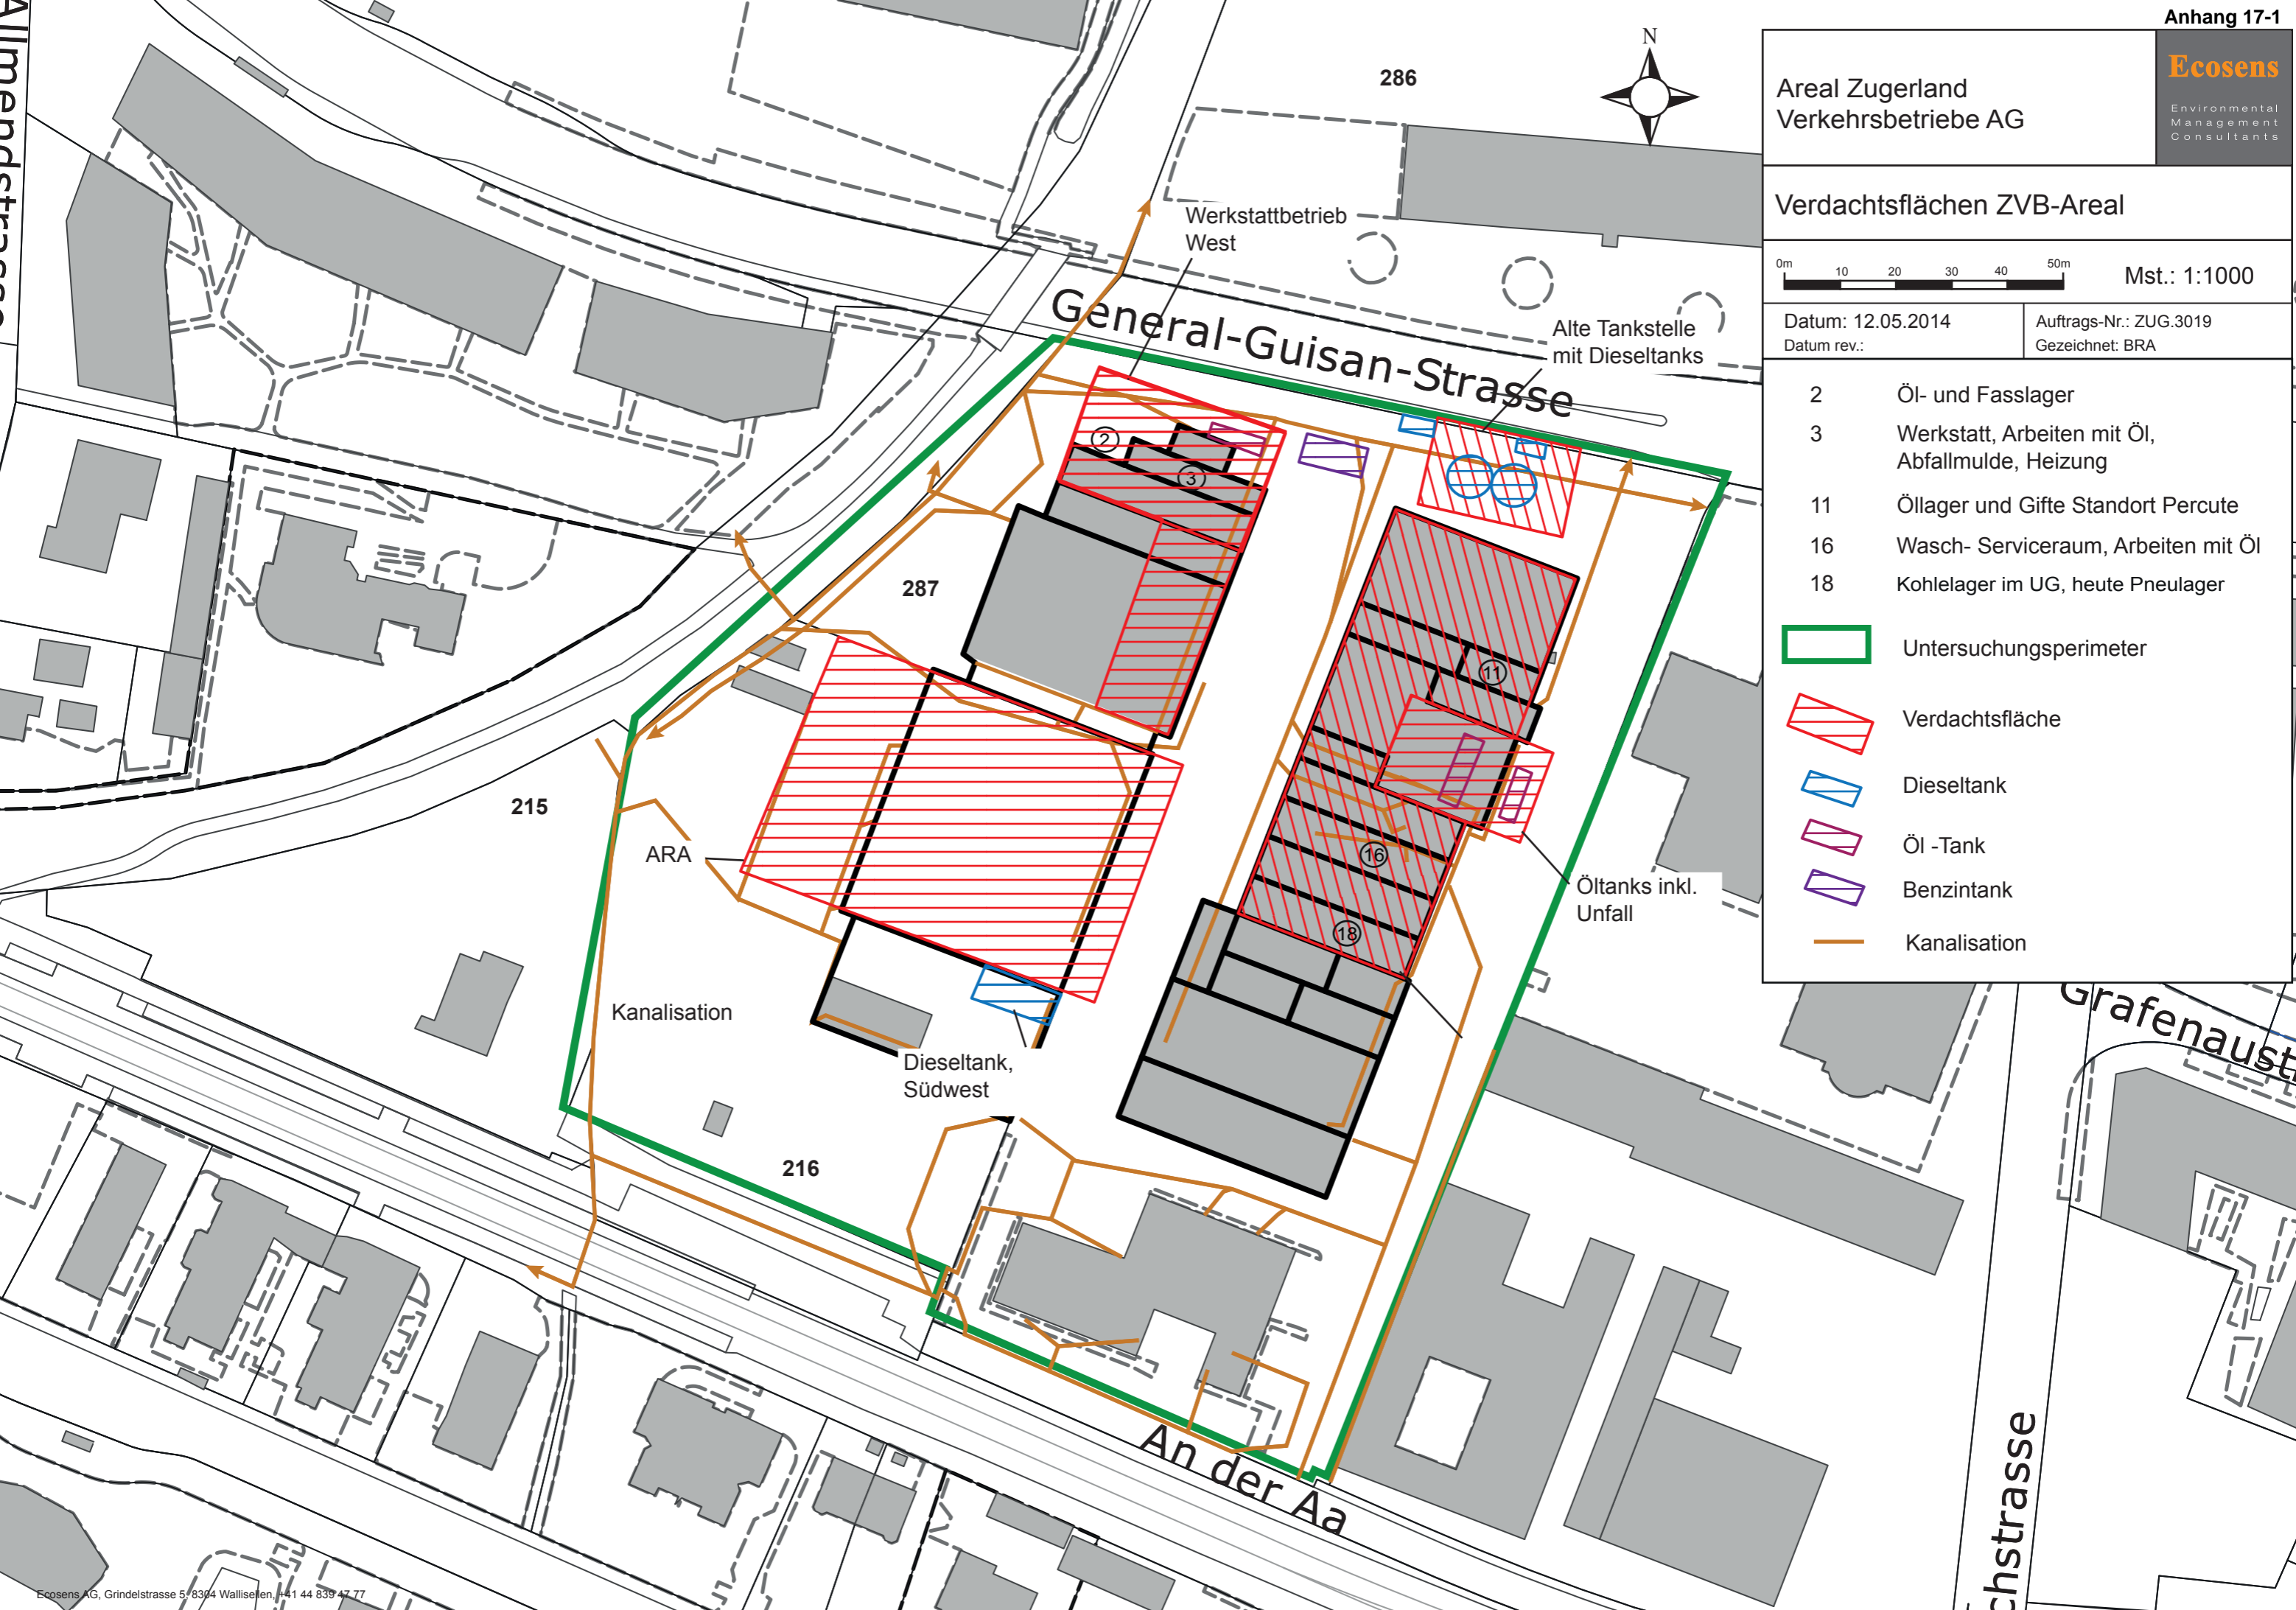 Anhang 17-1
Areal Zugerland
Verkehrsbetriebe AG
Ecosens
Environmental
Management
Consultants
Verdachtsflächen ZVB-Areal
0m 10 20 30 40 50m
Mst.: 1:1000
Datum: 12.05.2014
Datum rev.:
Auftrags-Nr.: ZUG.3019
Gezeichnet: BRA
2 Öl- und Fasslager
3 Werkstatt, Arbeiten mit Öl,
Abfallmulde, Heizung
11 Öllager und Gifte Standort Percute
16 Wasch- Serviceraum, Arbeiten mit Öl
18 Kohlelager im UG, heute Pneulager
Untersuchungsperimeter
Verdachtsfläche
Dieseltank
Öl -Tank
Benzintank
Kanalisation
N
286
Allmendstrasse
Werkstattbetrieb
West
General-Guisan-Strasse
Alte Tankstelle
mit Dieseltanks
2
3
287
11
215
ARA
16
Öltanks inkl.
Unfall
18
Kanalisation
Dieseltank,
Südwest
216
Grafenaust
An der Aa
chstrasse
Ecosens AG, Grindelstrasse 5, 8304 Wallisellen, +41 44 839 47 77